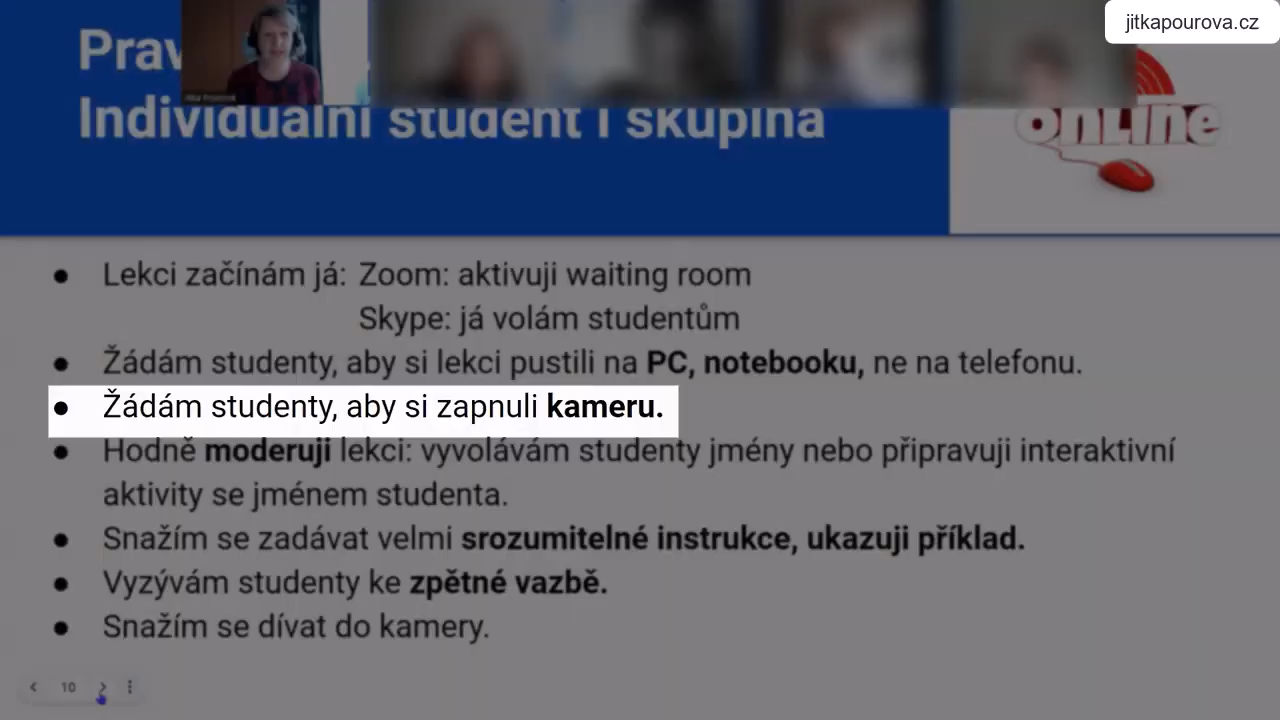 jitkapourova.cz
Individuální student i skupina
ONLINE
● Lekci začínám já: Zoom: aktivuji waiting room
Skype: já volám studentům
● Žádám studenty, aby si lekci pustili na PC, notebooku, ne na telefonu.
● Žádám studenty, aby si zapnuli kameru.
● Hodně moderuji lekci: vyvolávám studenty jmény nebo připravuji interaktivní
aktivity se jménem studenta.
● Snažím se zadávat velmi srozumitelné instrukce, ukazuji příklad.
● Vyzývám studenty ke zpětné vazbě.
● Snažím se dívat do kamery.
10